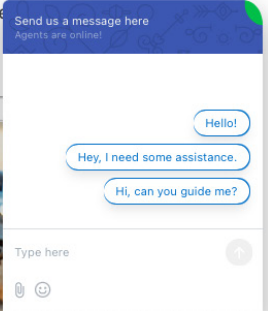 Send us a message here
Agents are online!
Hello!
Hey, I need some assistance.
Hi, can you guide me?
Type here